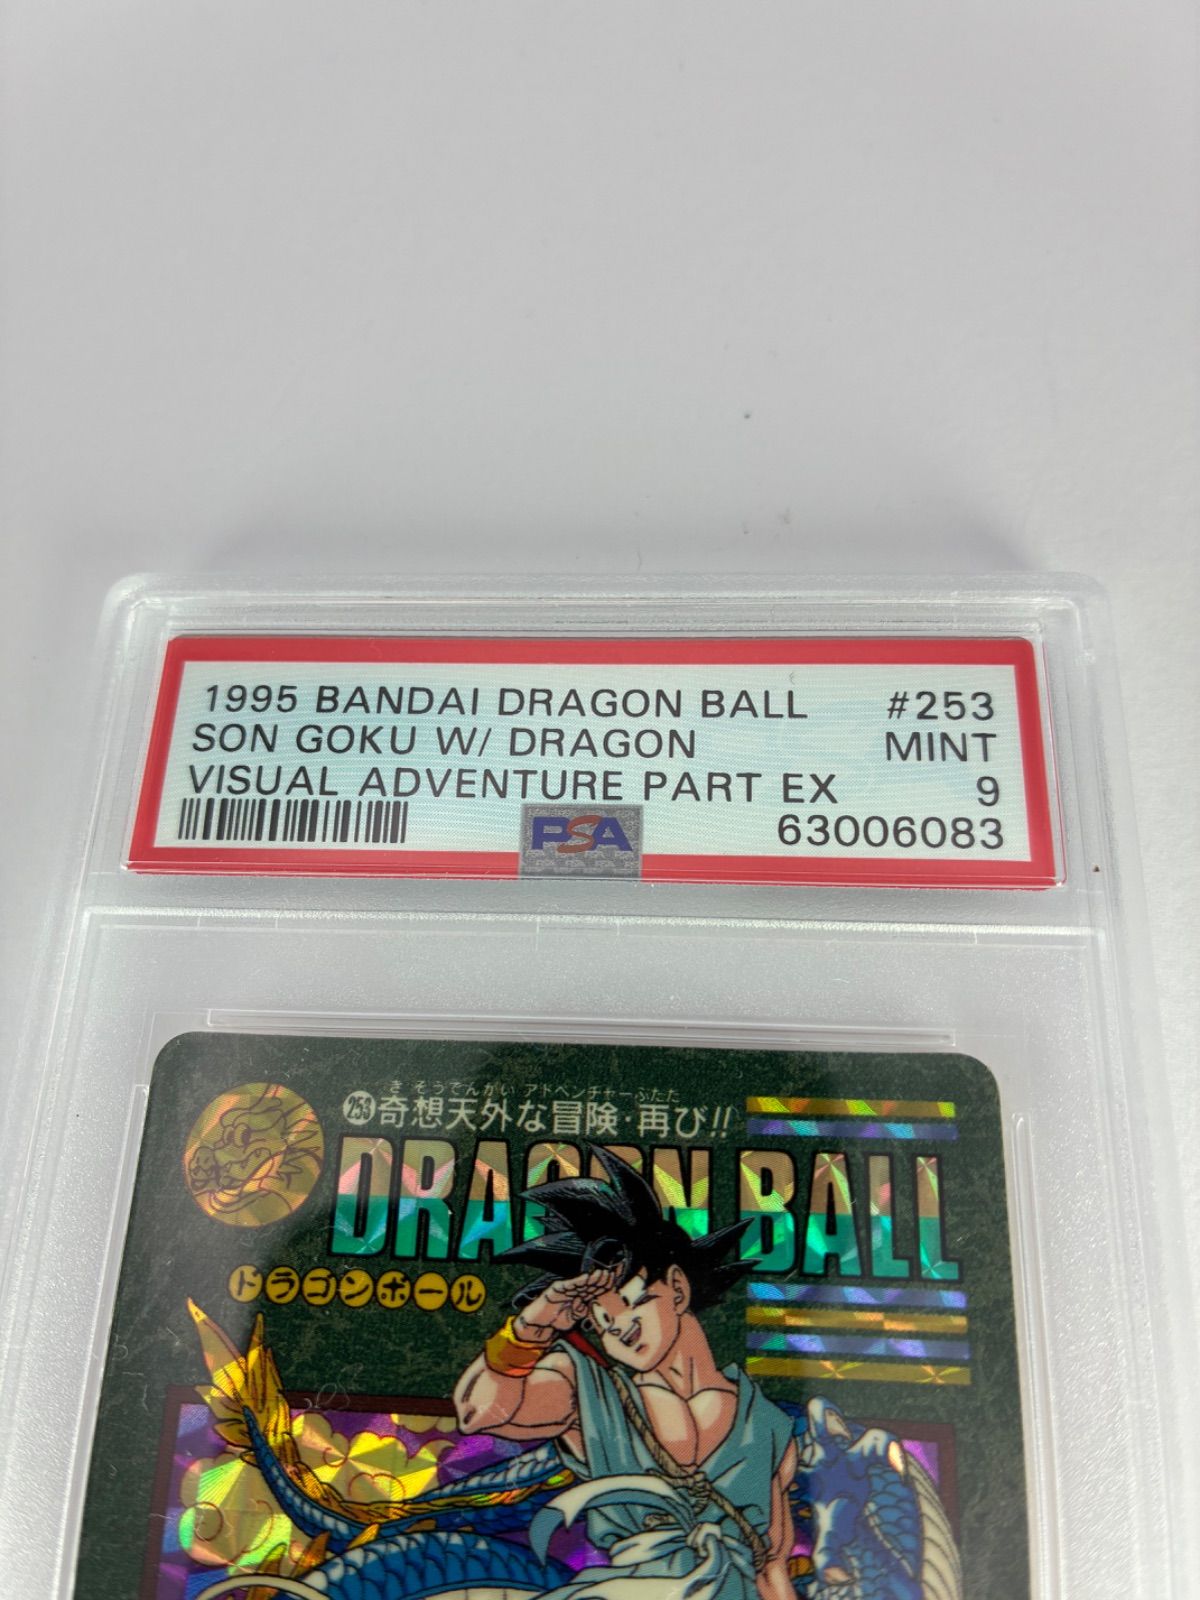 1995 BANDAI DRAGON BALL #253
SON GOKU W/ DRAGON MINT
VISUAL ADVENTURE PART EX 9
PSA 63006083
きそうてんがい アドベンチャー ふたた
253 奇想天外な冒険・再び!!
DRAGON BALL
ドラゴンボール